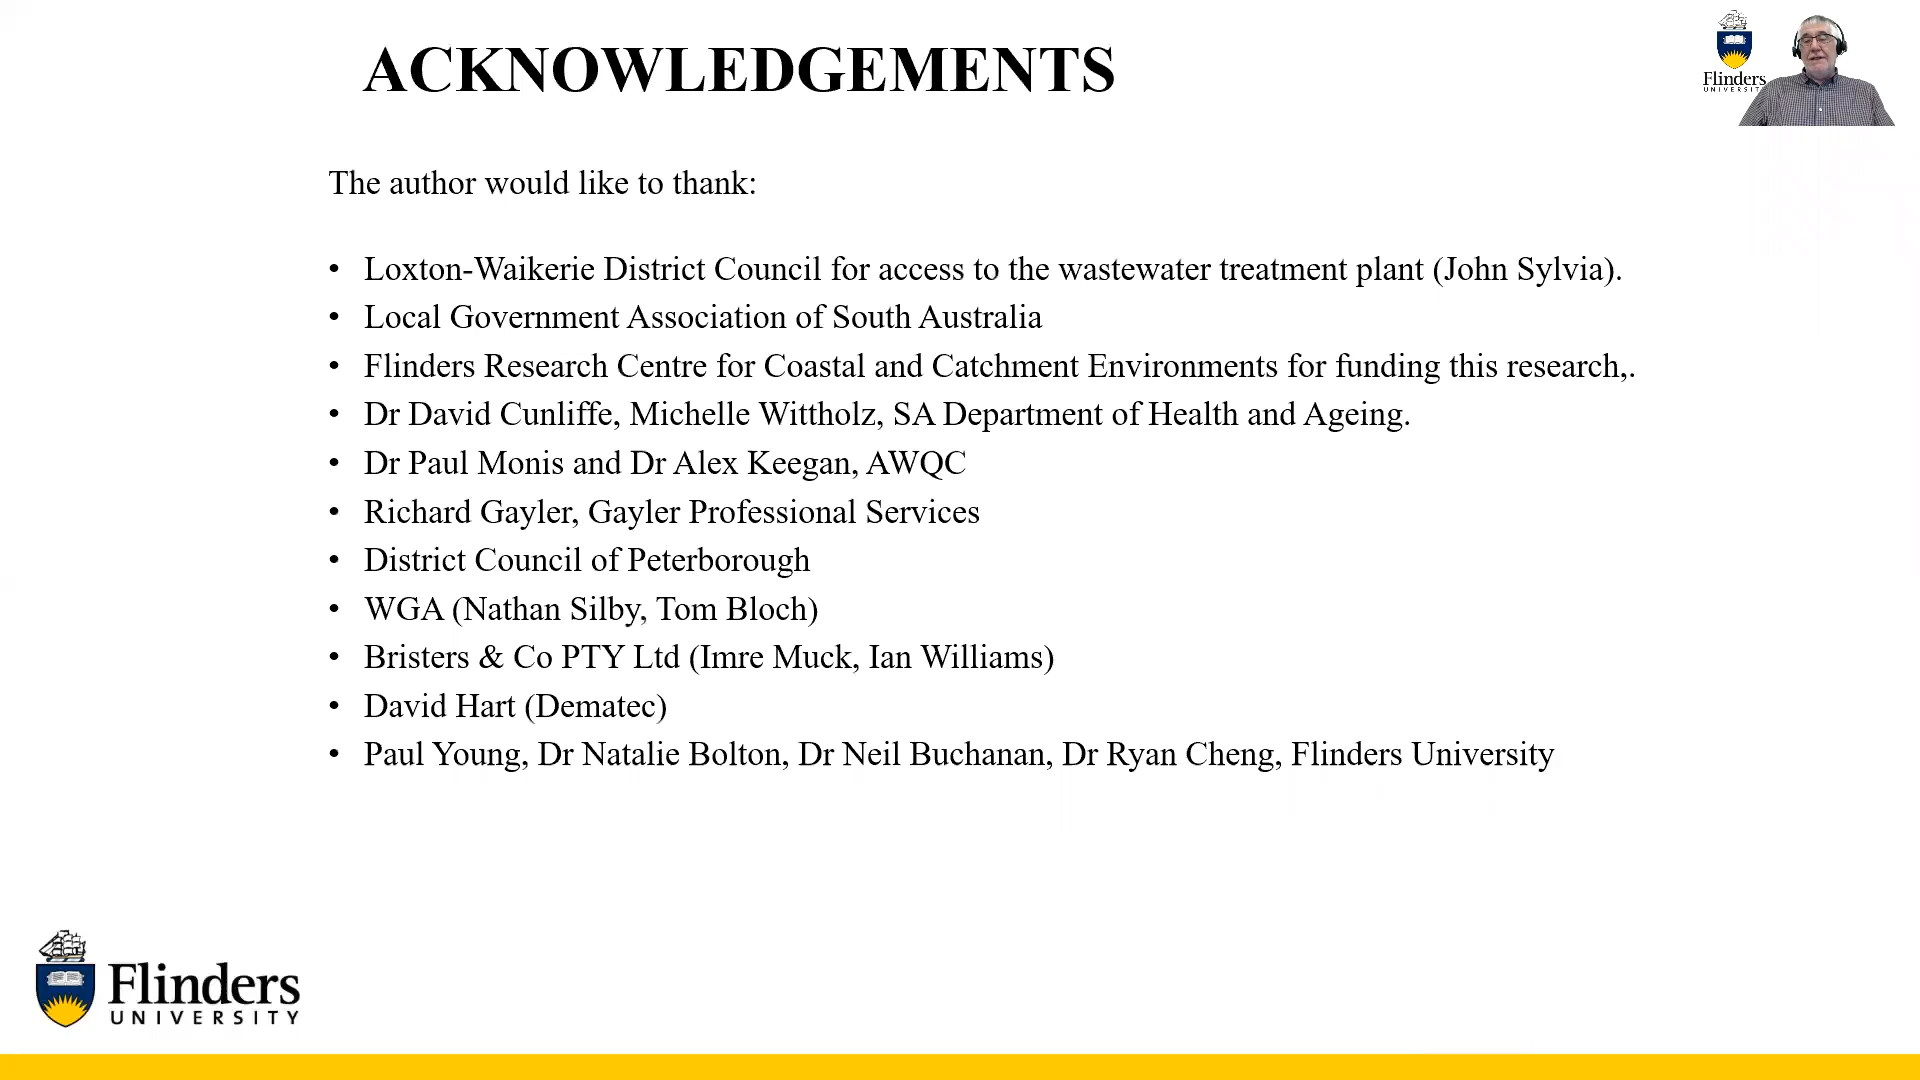 ACKNOWLEDGEMENTS
Flinders
UNIVERSITY
The author would like to thank:
• Loxton-Waikerie District Council for access to the wastewater treatment plant (John Sylvia).
• Local Government Association of South Australia
• Flinders Research Centre for Coastal and Catchment Environments for funding this research,.
• Dr David Cunliffe, Michelle Wittholz, SA Department of Health and Ageing.
• Dr Paul Monis and Dr Alex Keegan, AWQC
• Richard Gayler, Gayler Professional Services
• District Council of Peterborough
• WGA (Nathan Silby, Tom Bloch)
• Bristers & Co PTY Ltd (Imre Muck, Ian Williams)
• David Hart (Dematec)
• Paul Young, Dr Natalie Bolton, Dr Neil Buchanan, Dr Ryan Cheng, Flinders University
Flinders
UNIVERSITY